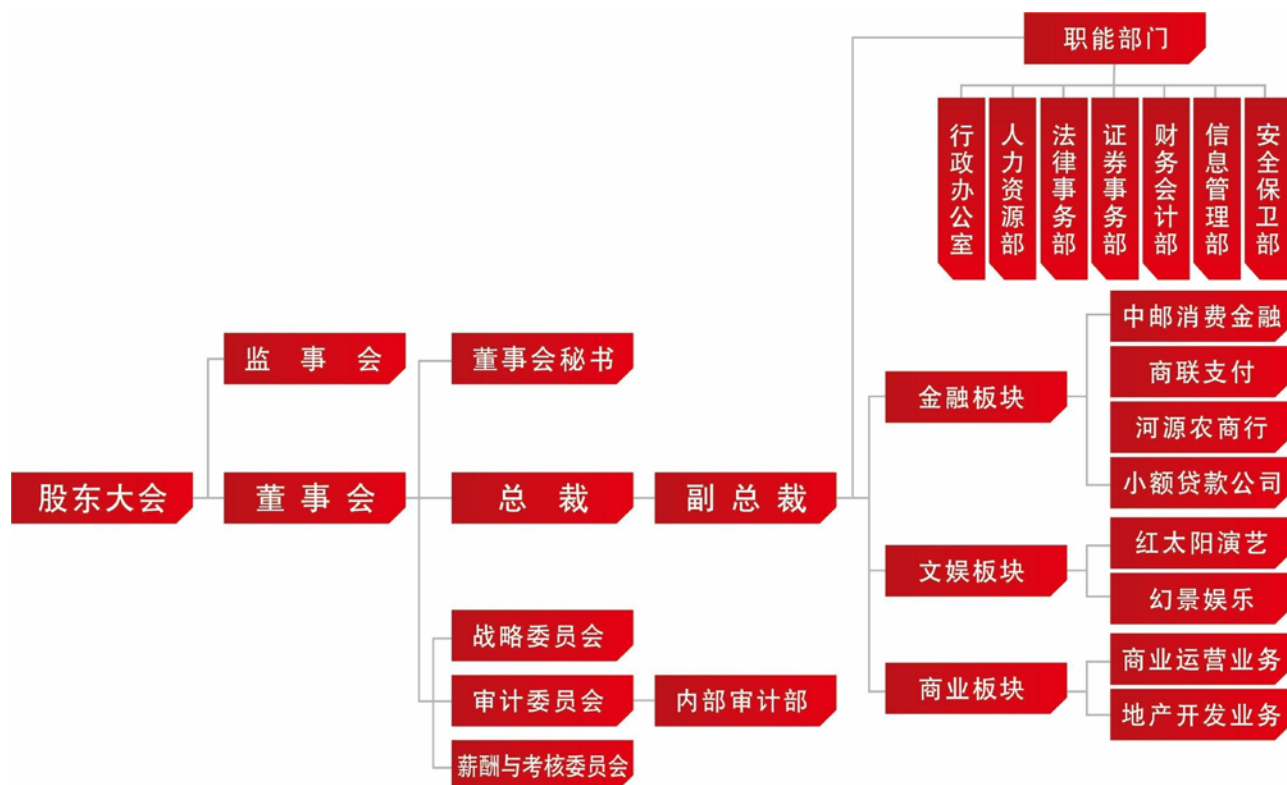 职能部门
行政办公室
人力资源部
法律事务部
证券事务部
财务会计部
信息管理部
安全保卫部
中邮消费金融
监事会
董事会秘书
商联支付
金融板块
河源农商行
股东大会
董事会
总裁
副总裁
小额贷款公司
红太阳演艺
文娱板块
幻景娱乐
战略委员会
商业运营业务
审计委员会
内部审计部
商业板块
地产开发业务
薪酬与考核委员会